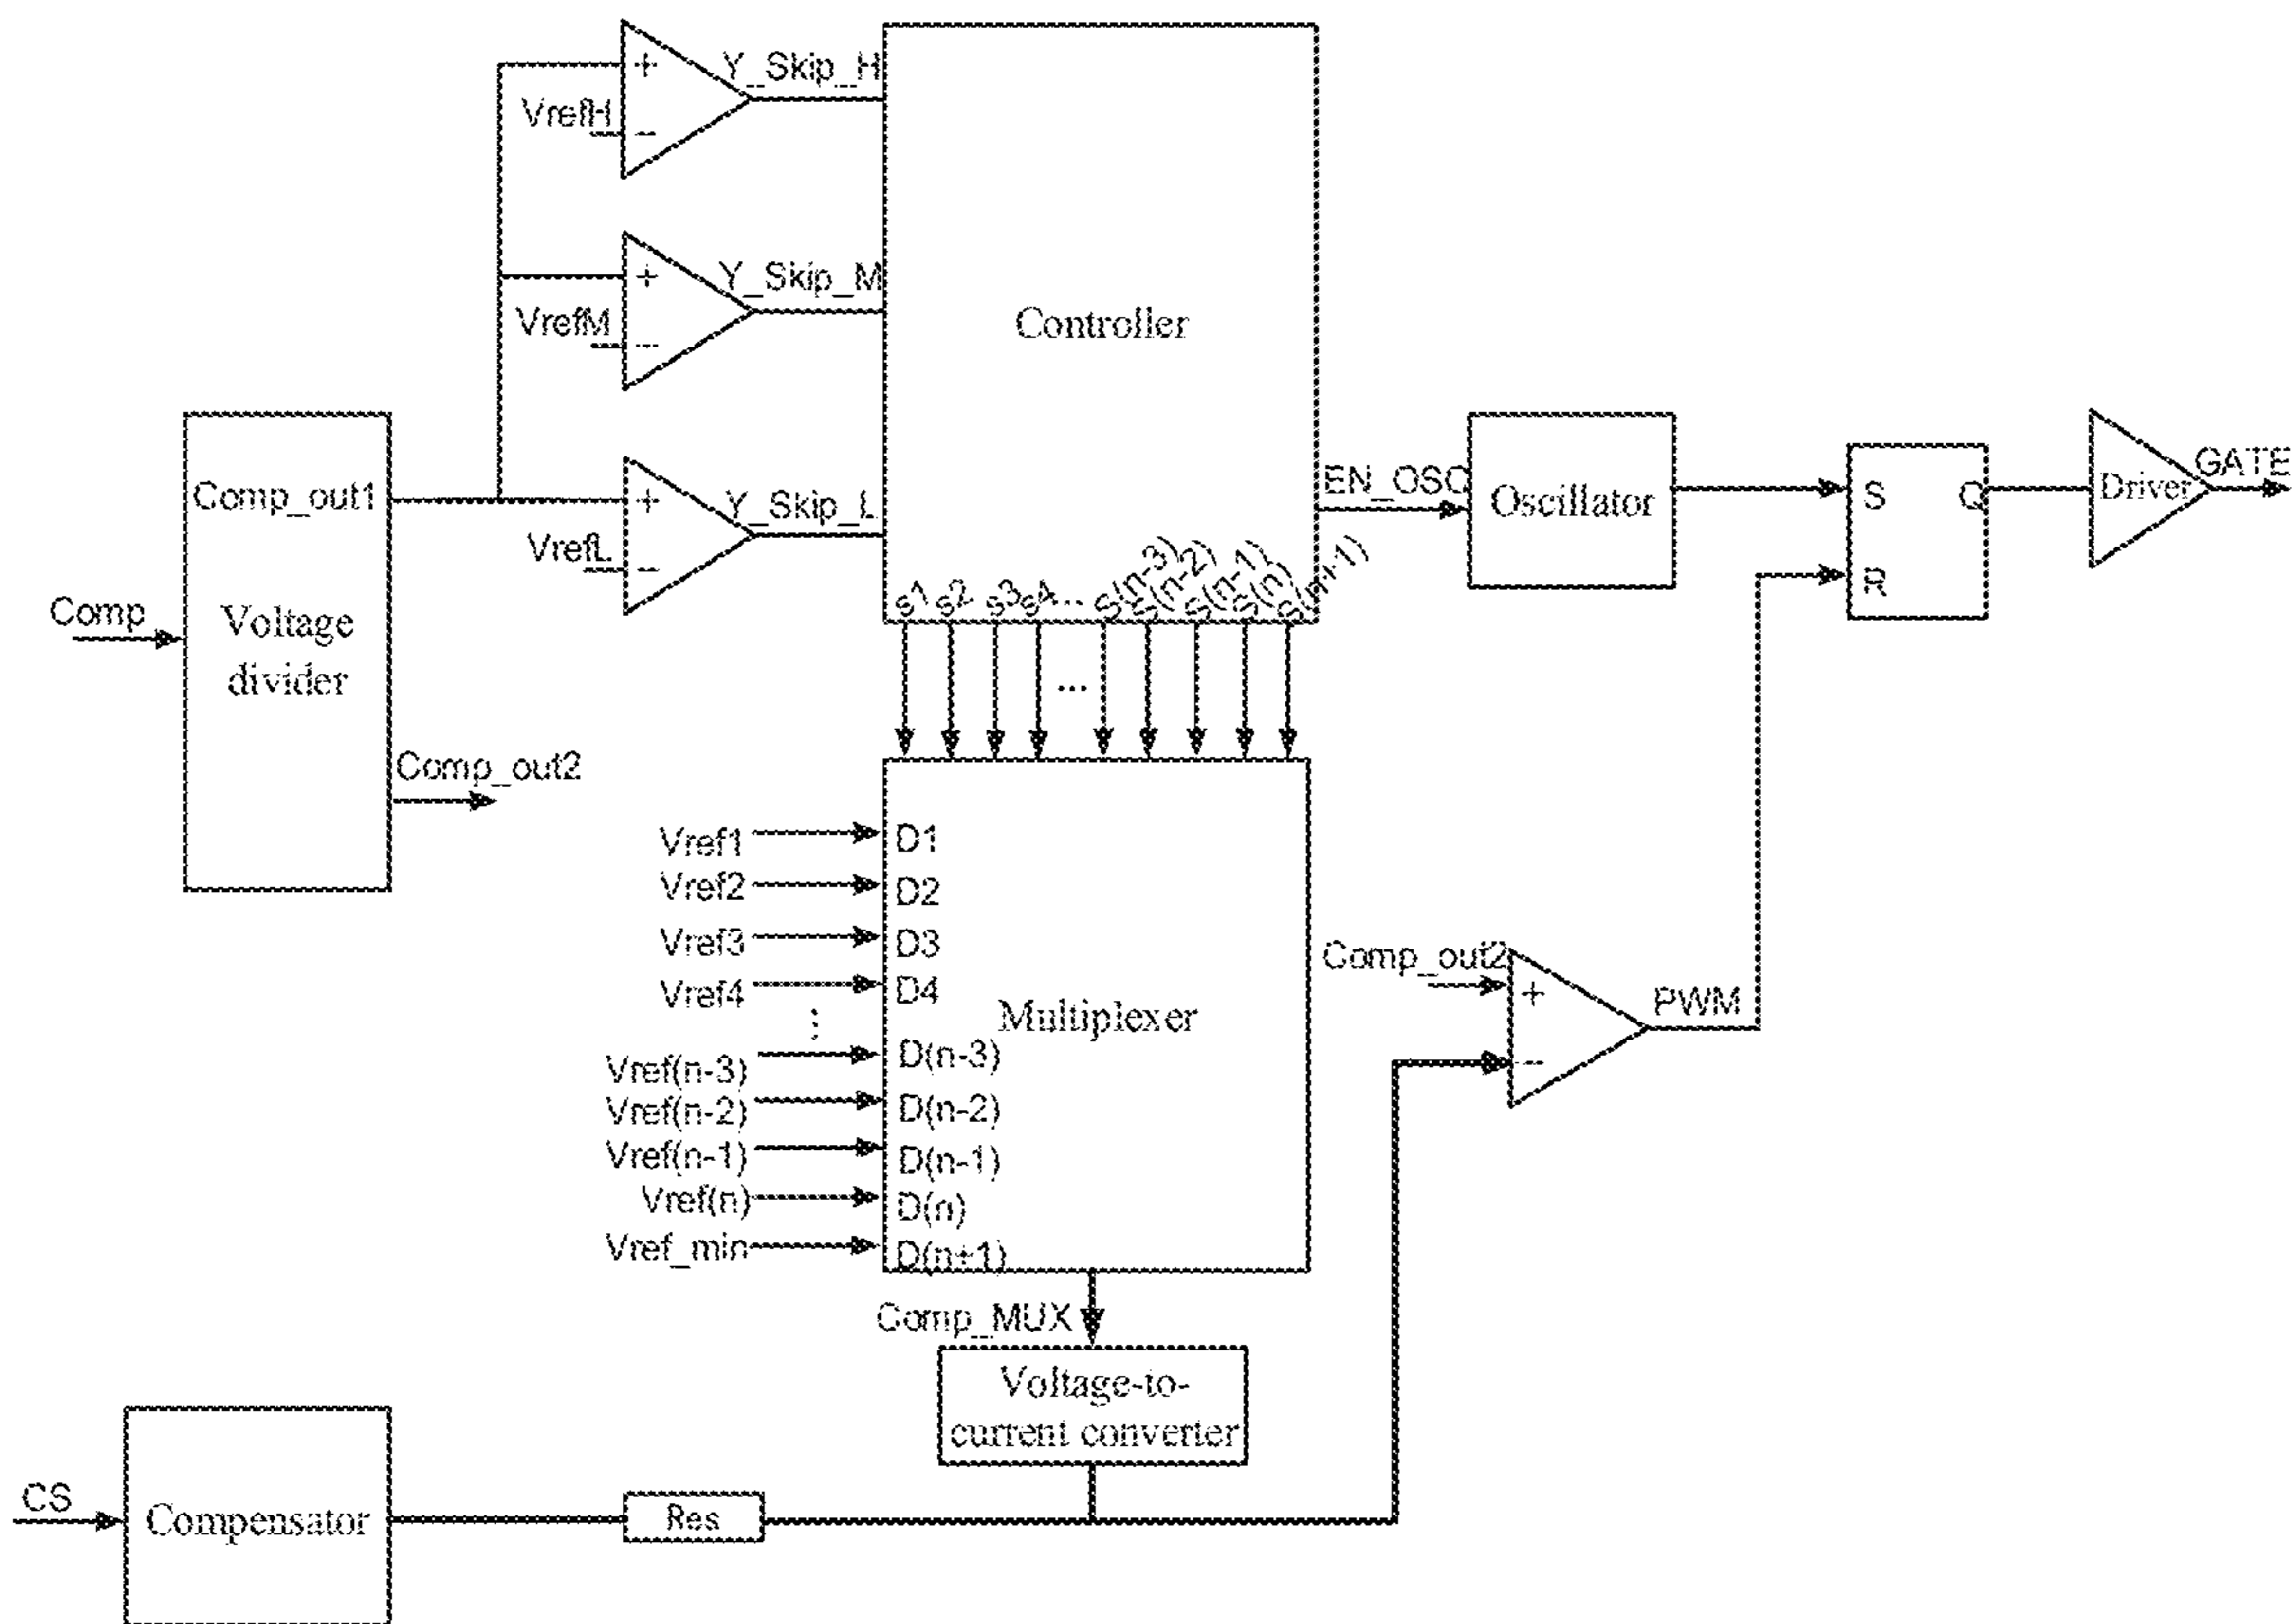 Y_Skip_H
+
VrefH
-
Y_Skip_M
+
VrefM
-
Controller
Comp_out1
+
Y_Skip_L
VrefL
-
Comp
Voltage
divider
Comp_out2
s1 s2 s3 s4... S(n-3) S(n-2) S(n-1) S(n) S(n+1)
...
EN_OSC
Oscillator
S
Q
R
Driver
GATE
Vref1
D1
Vref2
D2
Vref3
D3
Vref4
D4
...
Vref(n-3)
D(n-3)
Vref(n-2)
D(n-2)
Vref(n-1)
D(n-1)
Vref(n)
D(n)
Vref_min
D(n+1)
Multiplexer
Comp_out2
+
-
PWM
Comp_MUX
Voltage-to-
current converter
CS
Compensator
Res